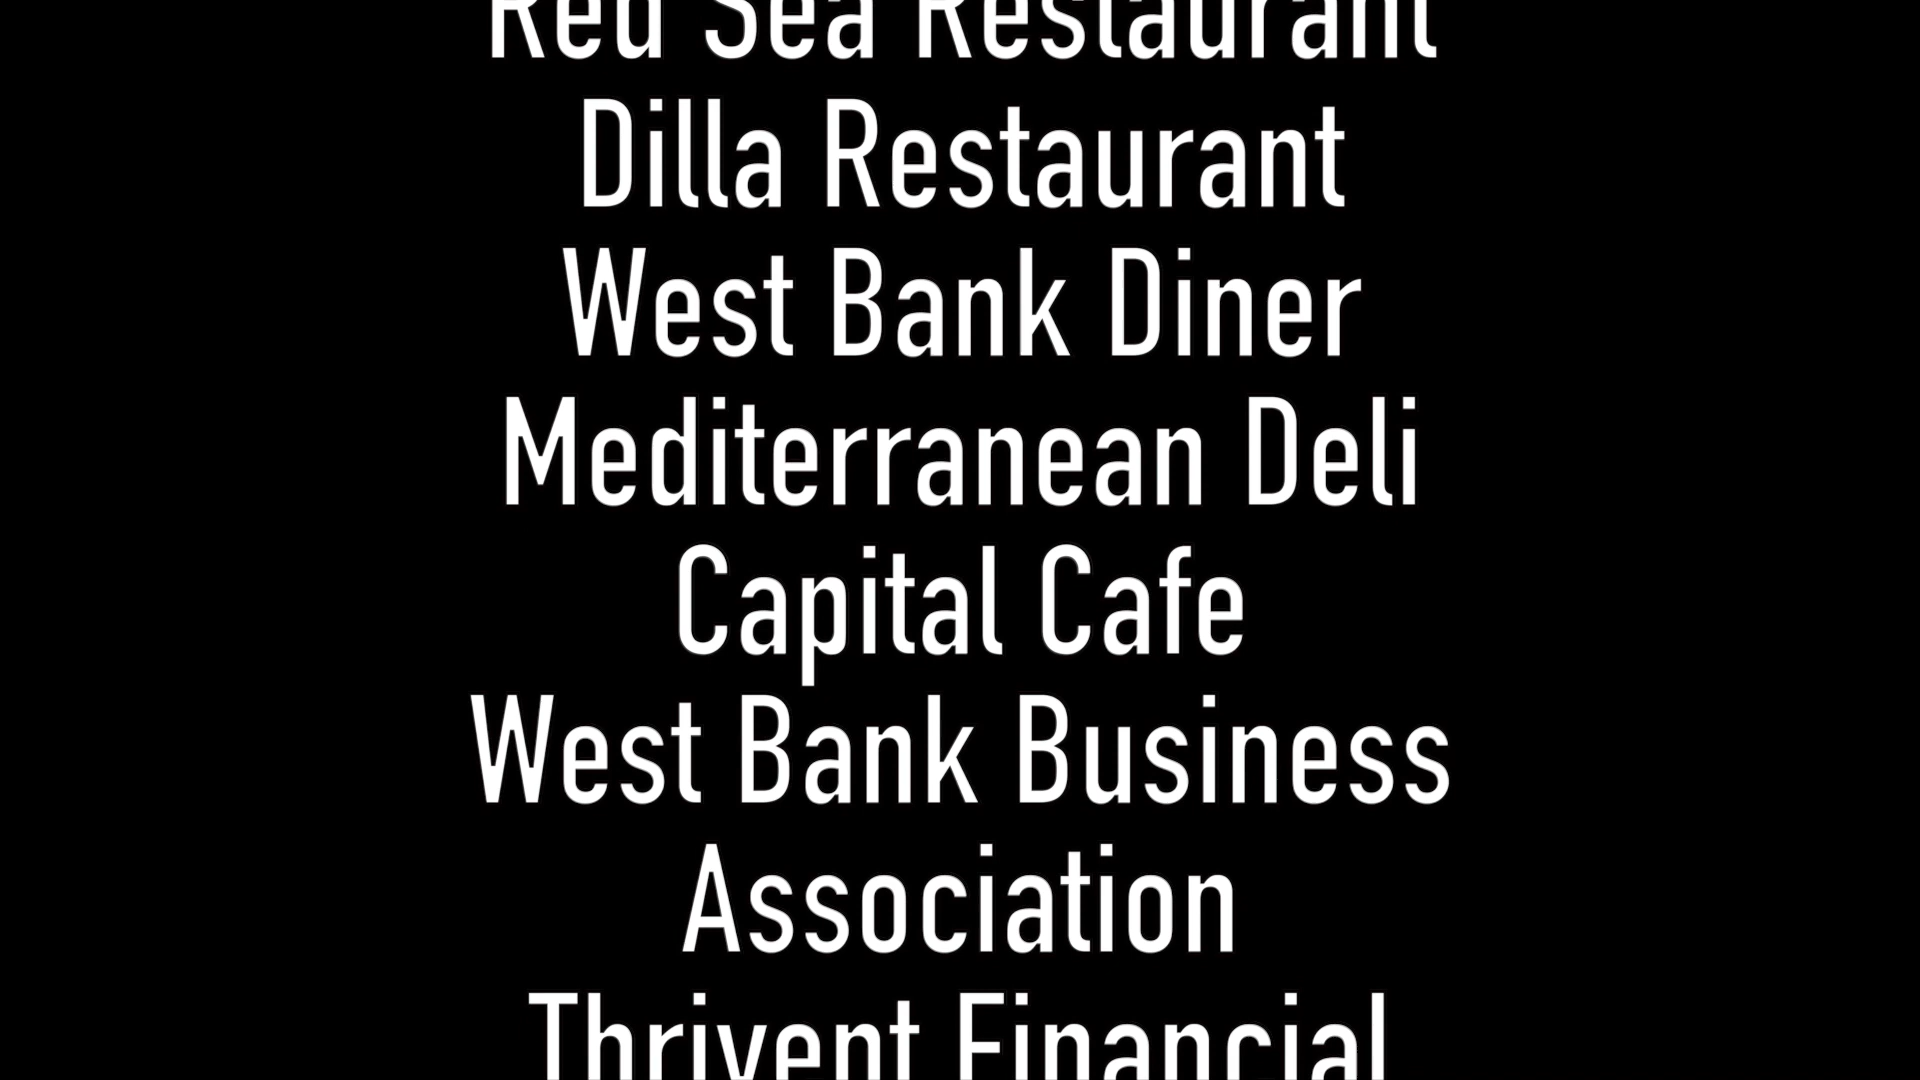 Red Sea Restaurant
Dilla Restaurant
West Bank Diner
Mediterranean Deli
Capital Cafe
West Bank Business
Association
Thrivent Financial